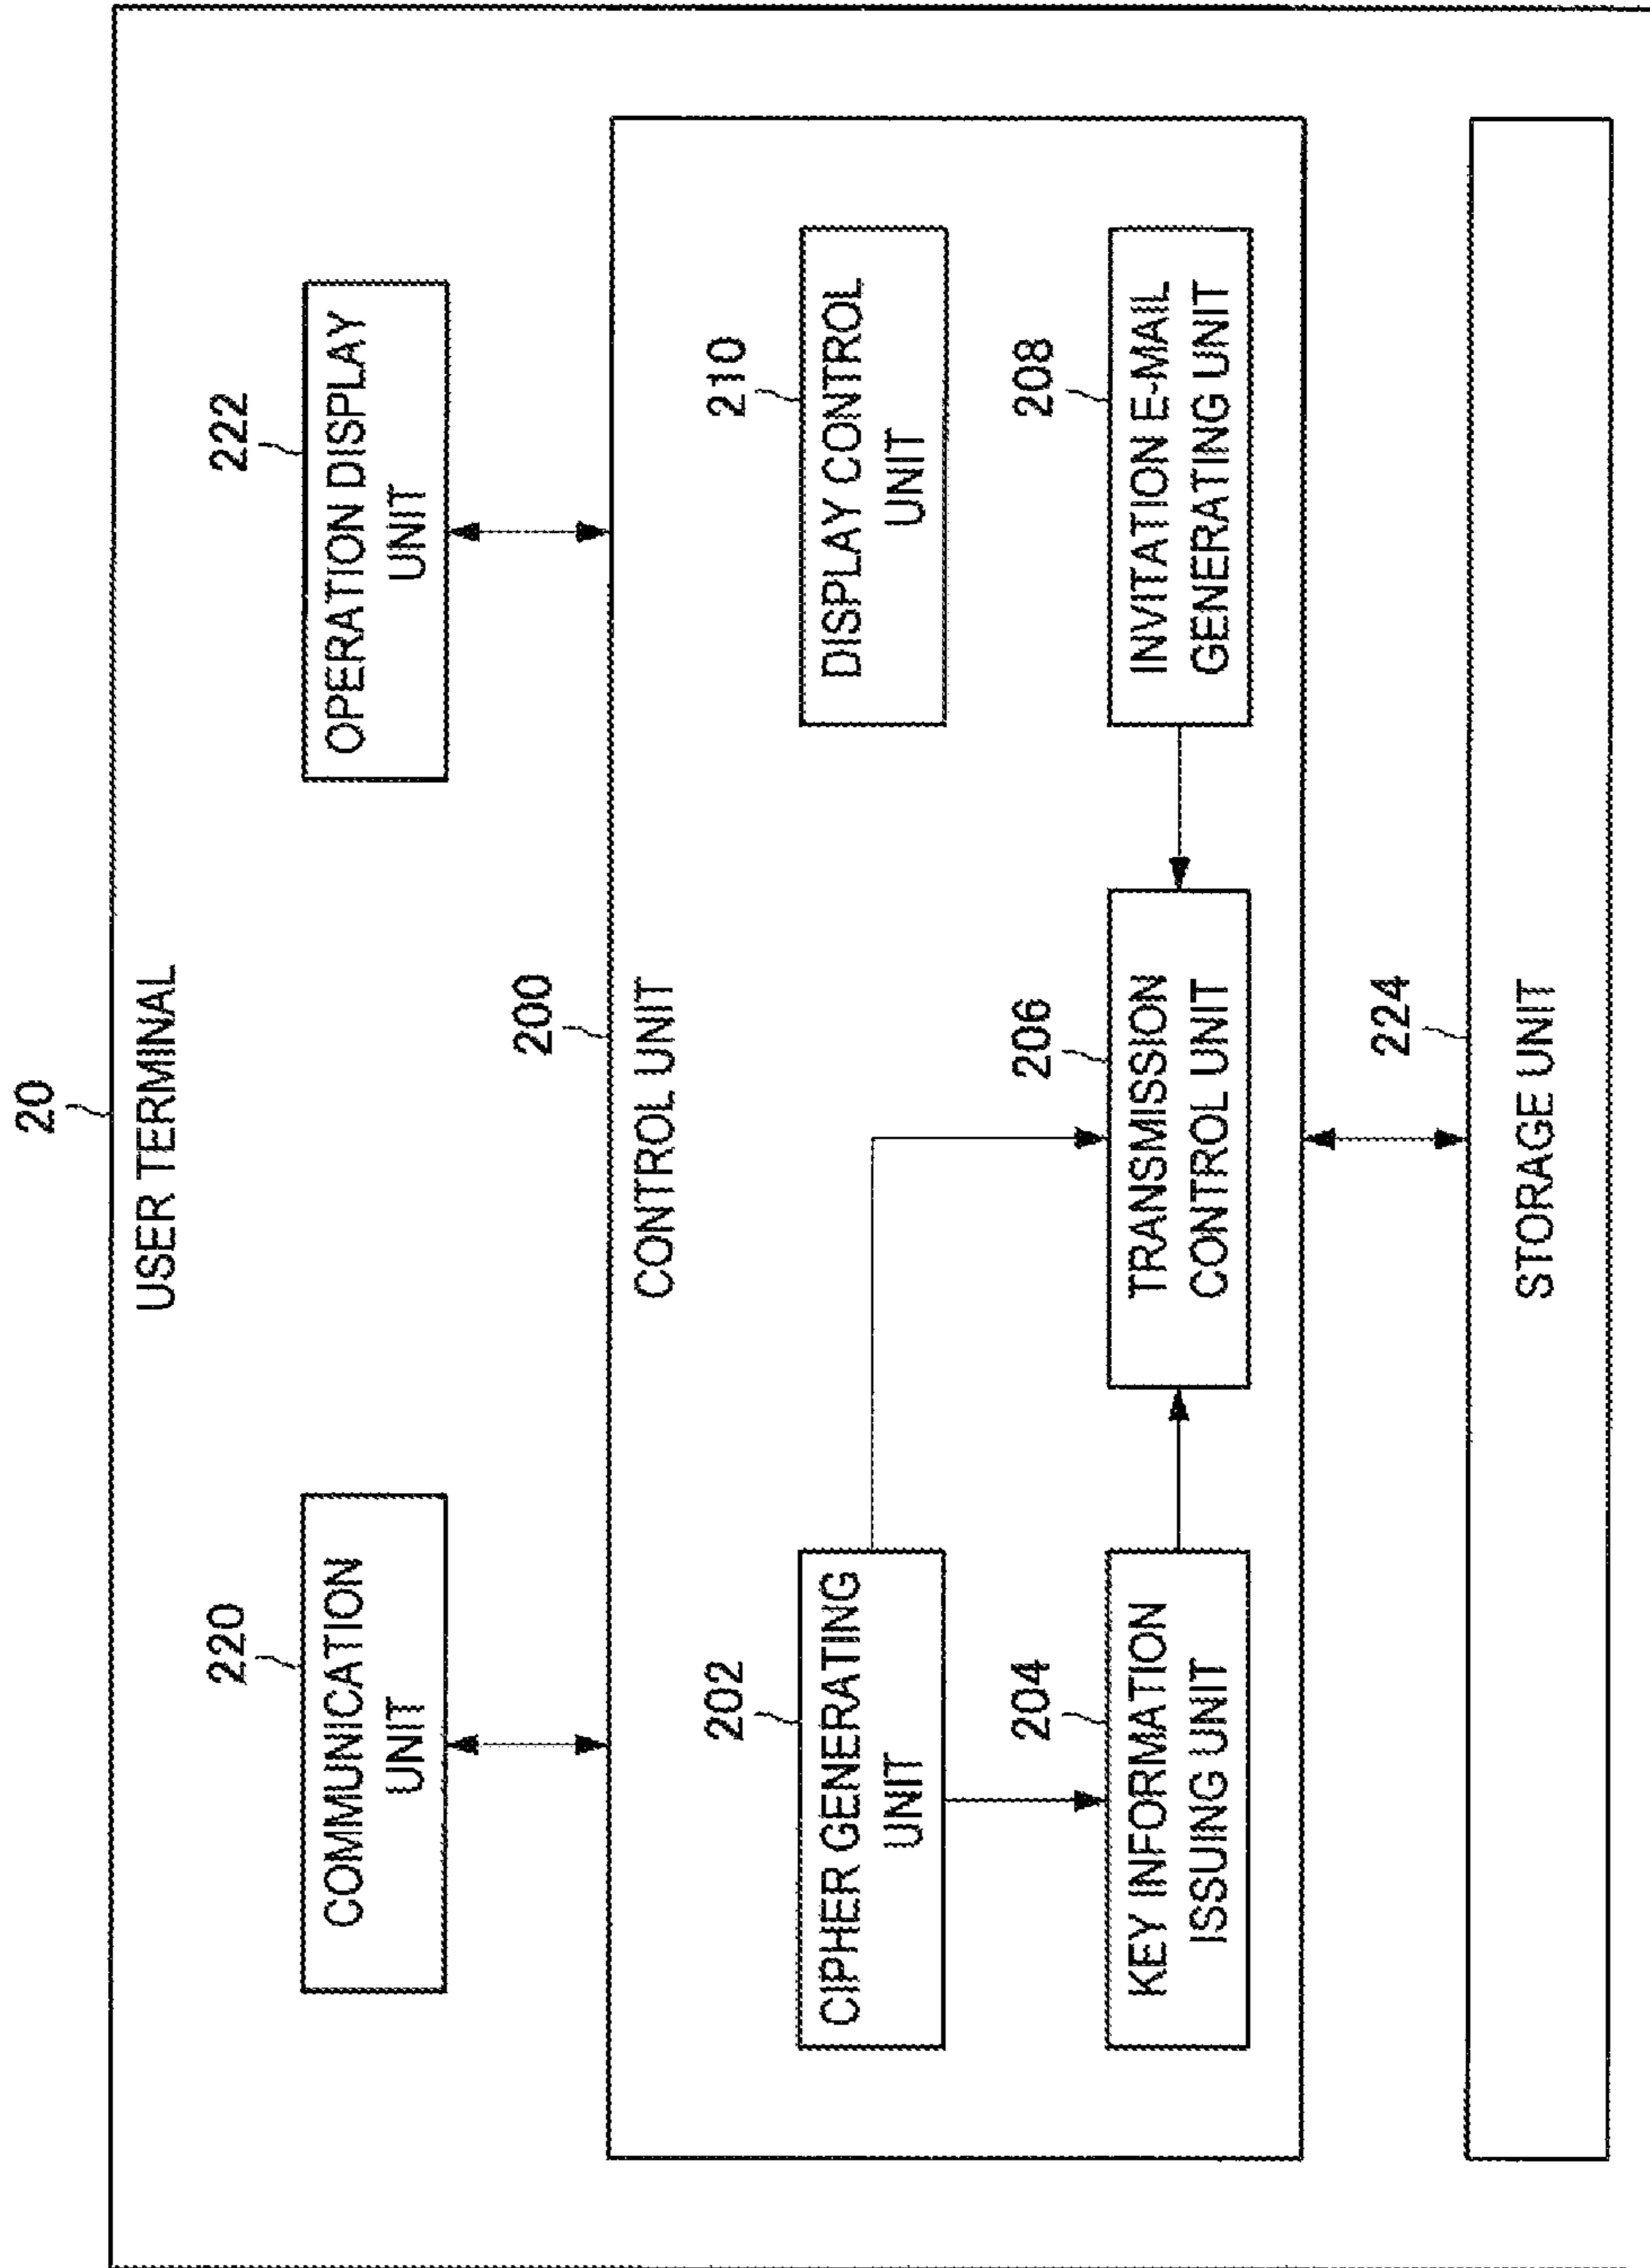 20
USER TERMINAL
220
COMMUNICATION
UNIT
222
OPERATION DISPLAY
UNIT
200
CONTROL UNIT
202
CIPHER GENERATING
UNIT
210
DISPLAY CONTROL
UNIT
204
KEY INFORMATION
ISSUING UNIT
206
TRANSMISSION
CONTROL UNIT
208
INVITATION E-MAIL
GENERATING UNIT
224
STORAGE UNIT